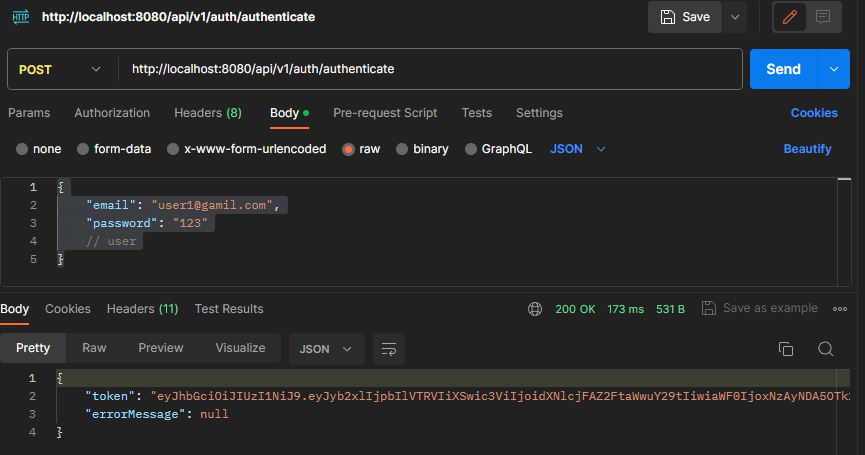 HTTP http://localhost:8080/api/v1/auth/authenticate Save
POST http://localhost:8080/api/v1/auth/authenticate Send
Params Authorization Headers (8) Body Pre-request Script Tests Settings Cookies
none form-data x-www-form-urlencoded raw binary GraphQL JSON Beautify
1 {
2 "email": "user1@gamil.com",
3 "password": "123"
4 // user
5 }
Body Cookies Headers (11) Test Results 200 OK 173 ms 531 B Save as example
Pretty Raw Preview Visualize JSON
1 {
2 "token": "eyJhbGciOiJIUzI1NiJ9.eyJyb2xlIjpbIlVTRVIiXSwic3ViIjoidXNlcjFAZ2FtaWwuY29tIiwiaWF0IjoxNzAyNDA5OTk
3 "errorMessage": null
4 }